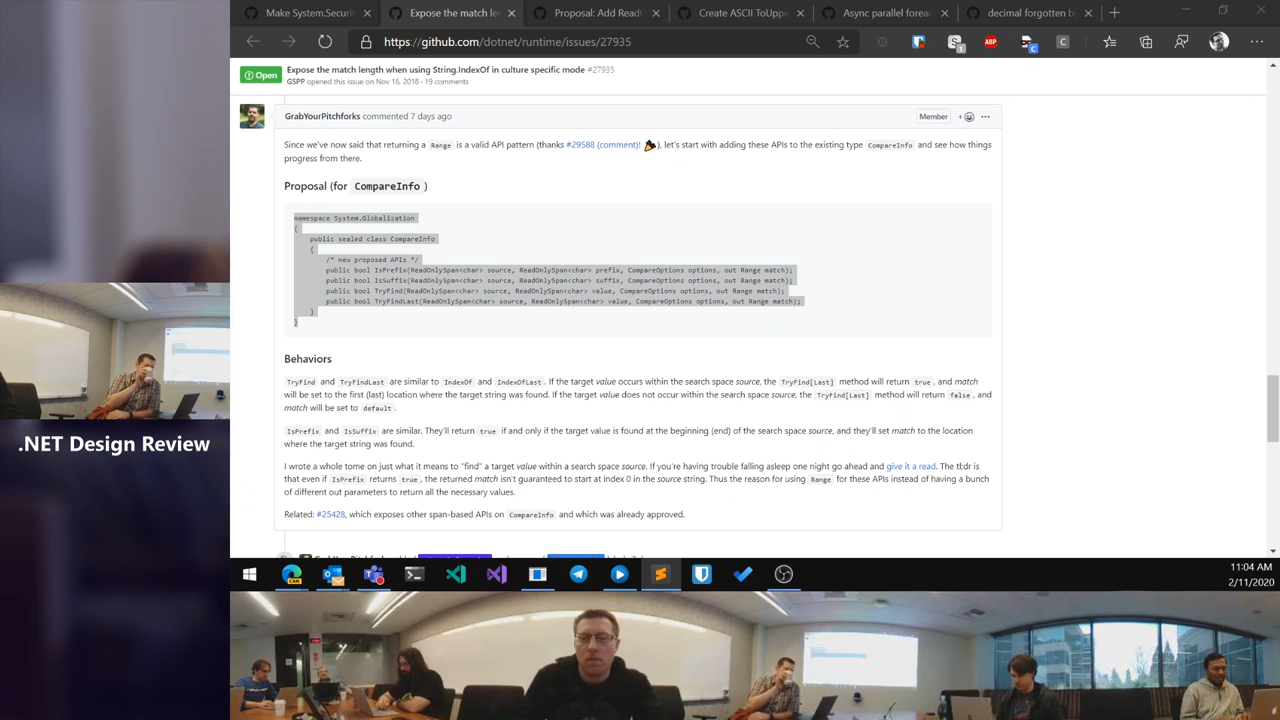 Make System.Securit
Expose the match le
Proposal: Add ReadO
Create ASCII ToUppe
Async parallel foreac
decimal forgotten by
https://github.com/dotnet/runtime/issues/27935
Open
Expose the match length when using String.IndexOf in culture specific mode #27935
GSPP opened this issue on Nov 16, 2018 · 19 comments
GrabYourPitchforks commented 7 days ago
Member
Since we've now said that returning a Range is a valid API pattern (thanks #29588 (comment)! ), let's start with adding these APIs to the existing type CompareInfo and see how things
progress from there.
Proposal (for CompareInfo )
namespace System.Globalization
{
public sealed class CompareInfo
{
/* new proposed APIs */
public bool IsPrefix(ReadOnlySpan<char> source, ReadOnlySpan<char> prefix, CompareOptions options, out Range match);
public bool IsSuffix(ReadOnlySpan<char> source, ReadOnlySpan<char> suffix, CompareOptions options, out Range match);
public bool TryFind(ReadOnlySpan<char> source, ReadOnlySpan<char> value, CompareOptions options, out Range match);
public bool TryFindLast(ReadOnlySpan<char> source, ReadOnlySpan<char> value, CompareOptions options, out Range match);
}
}
Behaviors
TryFind and TryFindLast are similar to IndexOf and IndexOfLast. If the target value occurs within the search space source, the TryFind[Last] method will return true, and match
will be set to the first (last) location where the target string was found. If the target value does not occur within the search space source, the TryFind[Last] method will return false, and
match will be set to default.
IsPrefix and IsSuffix are similar. They'll return true if and only if the target value is found at the beginning (end) of the search space source, and they'll set match to the location
where the target string was found.
I wrote a whole tome on just what it means to "find" a target value within a search space source. If you're having trouble falling asleep one night go ahead and give it a read. The tl;dr is
that even if IsPrefix returns true, the returned match isn't guaranteed to start at index 0 in the source string. Thus the reason for using Range for these APIs instead of having a bunch
of different out parameters to return all the necessary values.
Related: #25428, which exposes other span-based APIs on CompareInfo and which was already approved.
.NET Design Review
11:04 AM
2/11/2020